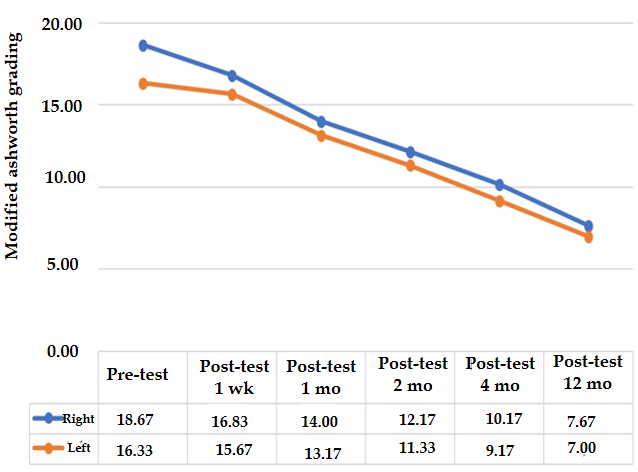 Modified ashworth grading
20.00
15.00
10.00
5.00
0.00
Pre-test
Post-test
1 wk
Post-test
1 mo
Post-test
2 mo
Post-test
4 mo
Post-test
12 mo
Right 18.67 16.83 14.00 12.17 10.17 7.67
Left 16.33 15.67 13.17 11.33 9.17 7.00